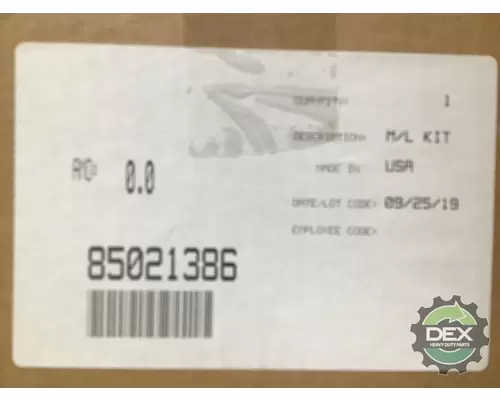 QUANTITY: 1
DESCRIPTION: M/L KIT
R/C: 0.0
MADE IN: USA
DATE/LOT CODE: 09/25/19
EMPLOYEE CODE:
85021386
DEX
HEAVY DUTY PARTS